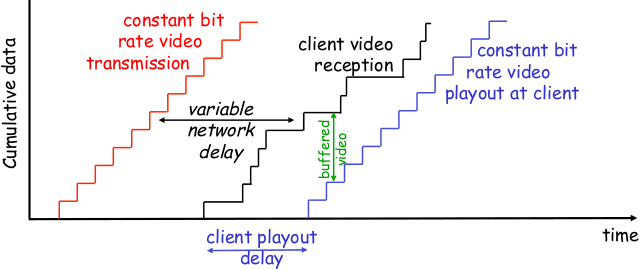 Cumulative data
constant bit
rate video
transmission
variable
network
delay
client video
reception
buffered
video
constant bit
rate video
playout at client
client playout
delay
time